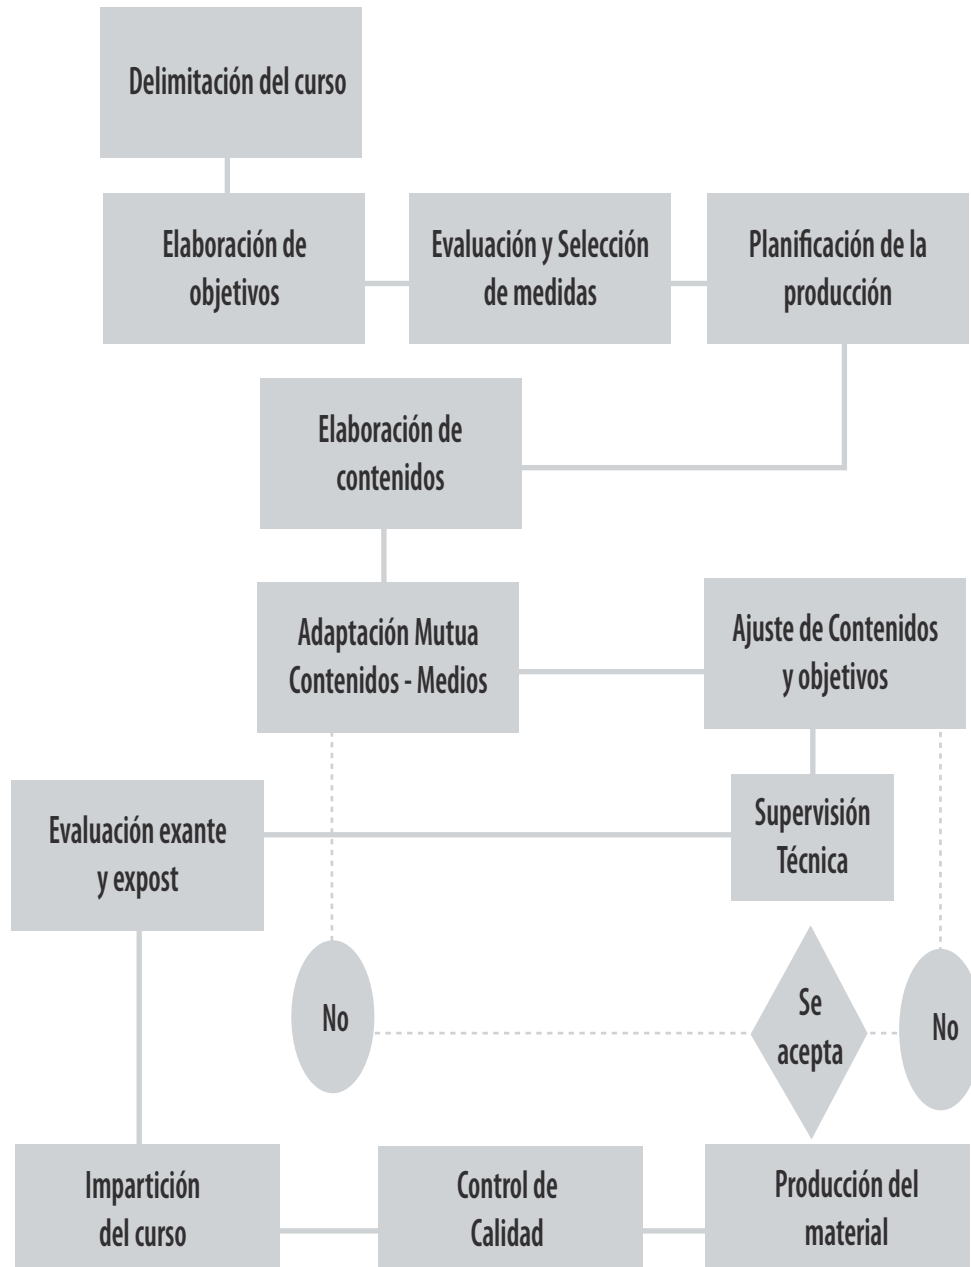 Delimitación del curso
Elaboración de
objetivos
Evaluación y Selección
de medidas
Planificación de la
producción
Elaboración de
contenidos
Adaptación Mutua
Contenidos - Medios
Ajuste de Contenidos
y objetivos
Evaluación exante
y expost
Supervisión
Técnica
No
Se
acepta
No
Impartición
del curso
Control de
Calidad
Producción del
material